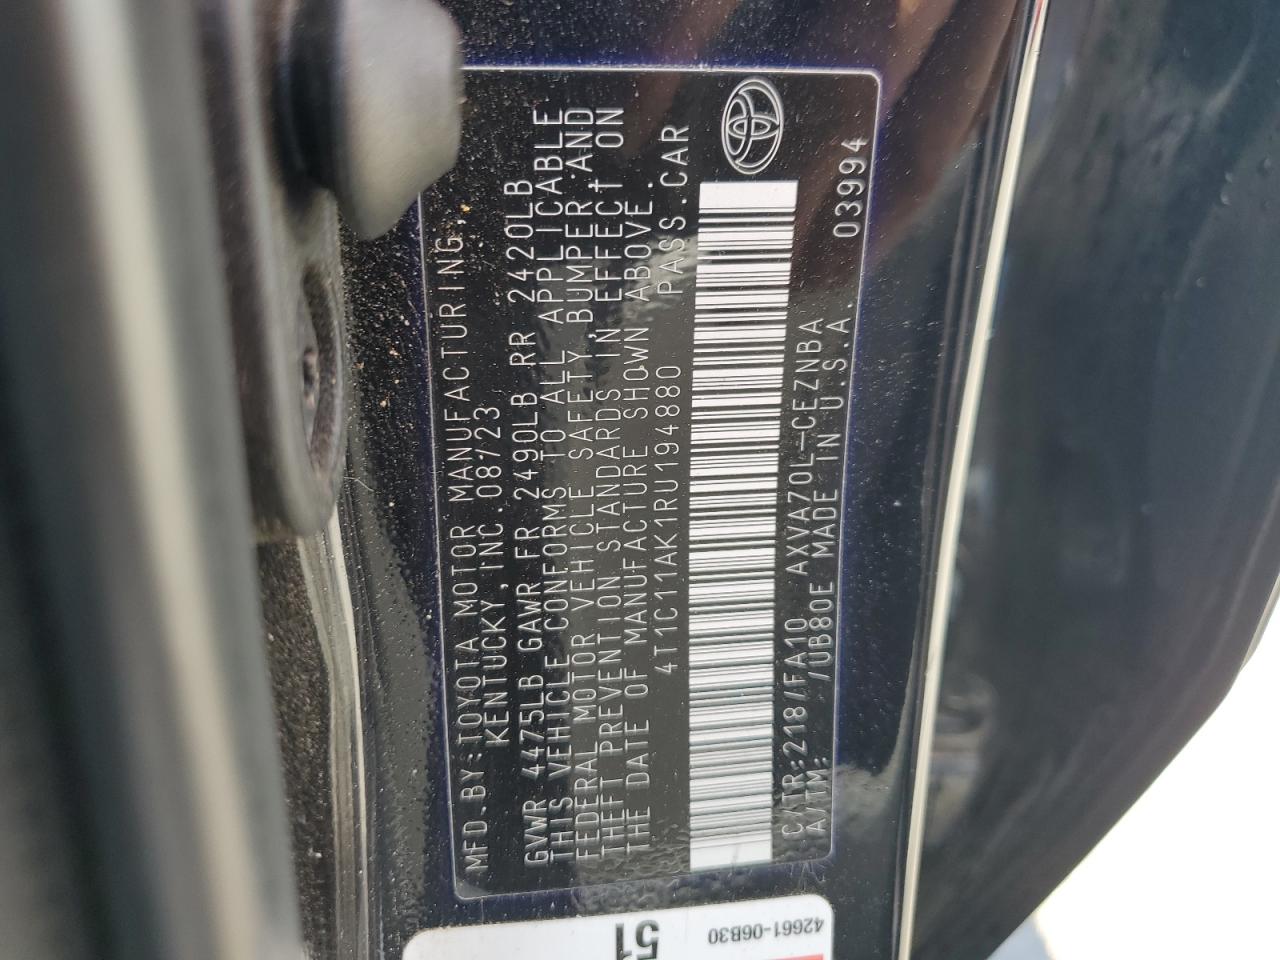 MFD.BY:TOYOTA MOTOR MANUFACTURING,
KENTUCKY, INC. 08/23
GVWR 4475LB GAWR FR 2490LB RR 2420LB
THIS VEHICLE CONFORMS TO ALL APPLICABLE
FEDERAL MOTOR VEHICLE SAFETY, BUMPER, AND
THEFT PREVENTION STANDARDS IN EFFECT ON
THE DATE OF MANUFACTURE SHOWN ABOVE.
4T1C11AK1RU194880 PASS.CAR
C/TR:218/FA10 AXVA70L-CEZNBA
A/TM: /UB80E MADE IN U.S.A 03994
51
42661-06B30